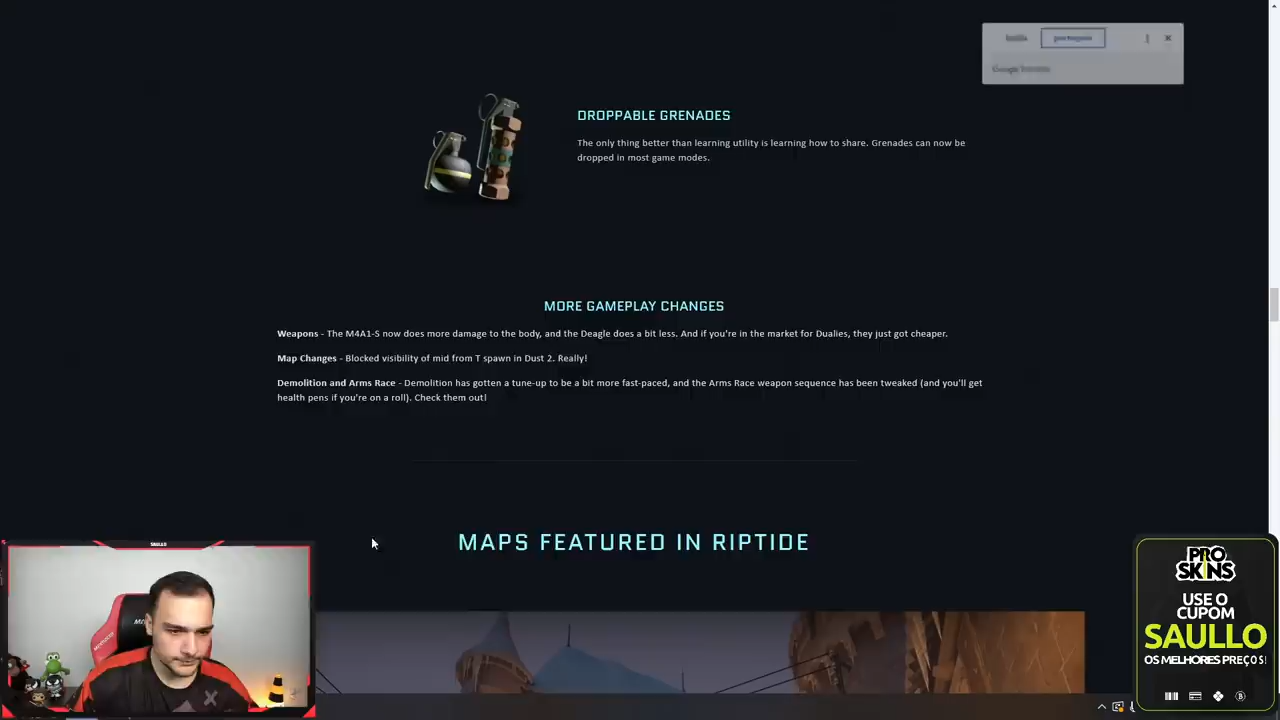 DROPPABLE GRENADES
The only thing better than learning utility is learning how to share. Grenades can now be
dropped in most game modes.
MORE GAMEPLAY CHANGES
Weapons - The M4A1-S now does more damage to the body, and the Deagle does a bit less. And if you're in the market for Dualies, they just got cheaper.
Map Changes - Blocked visibility of mid from T spawn in Dust 2. Really!
Demolition and Arms Race - Demolition has gotten a tune-up to be a bit more fast-paced, and the Arms Race weapon sequence has been tweaked (and you'll get
health pens if you're on a roll). Check them out!
MAPS FEATURED IN RIPTIDE
SAULLO
PRO
SKINS
USE O
CUPOM
SAULLO
OS MELHORES PREÇOS!